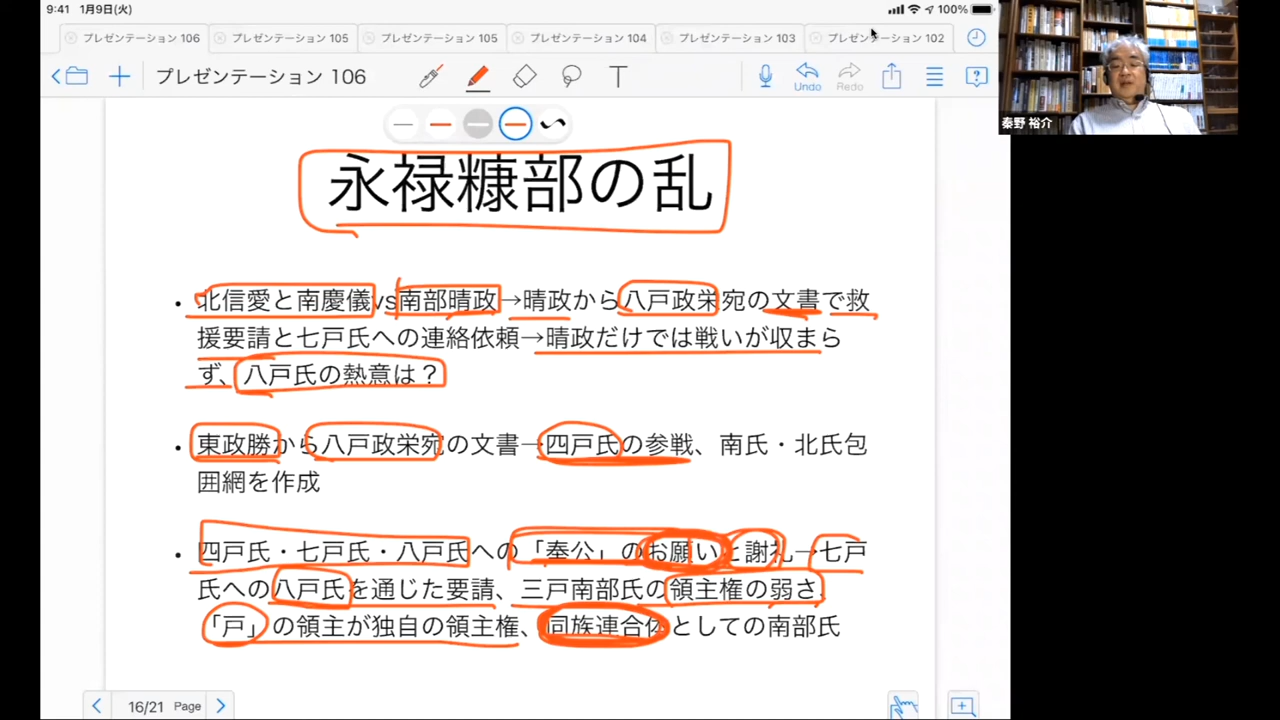 9:41 1月9日(火)
100%
プレゼンテーション 106
プレゼンテーション 105
プレゼンテーション 105
プレゼンテーション 104
プレゼンテーション 103
プレゼンテーション 102
プレゼンテーション 106
T
Undo
Redo
?
秦野 裕介
永禄糠部の乱
• 北信愛と南慶儀vs南部晴政→晴政から八戸政栄宛の文書で救
援要請と七戸氏への連絡依頼→晴政だけでは戦いが収まら
ず、八戸氏の熱意は？
• 東政勝から八戸政栄宛の文書→四戸氏の参戦、南氏・北氏包
囲網を作成
• 四戸氏・七戸氏・八戸氏への「奉公」のお願いと謝礼→七戸
氏への八戸氏を通じた要請、三戸南部氏の領主権の弱さ、
「戸」の領主が独自の領主権、同族連合体としての南部氏
16/21 Page